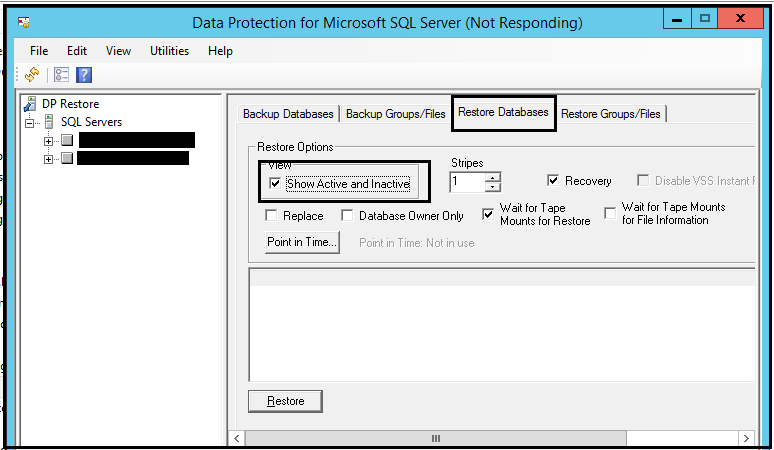 Data Protection for Microsoft SQL Server (Not Responding)
File Edit View Utilities Help
DP Restore
SQL Servers
Backup Databases Backup Groups/Files Restore Databases Restore Groups/Files
Restore Options
View
Show Active and Inactive
Stripes
1
Recovery
Disable VSS Instant
Replace
Database Owner Only
Wait for Tape
Mounts for Restore
Wait for Tape Mounts
for File Information
Point in Time...
Point in Time: Not in use
Restore